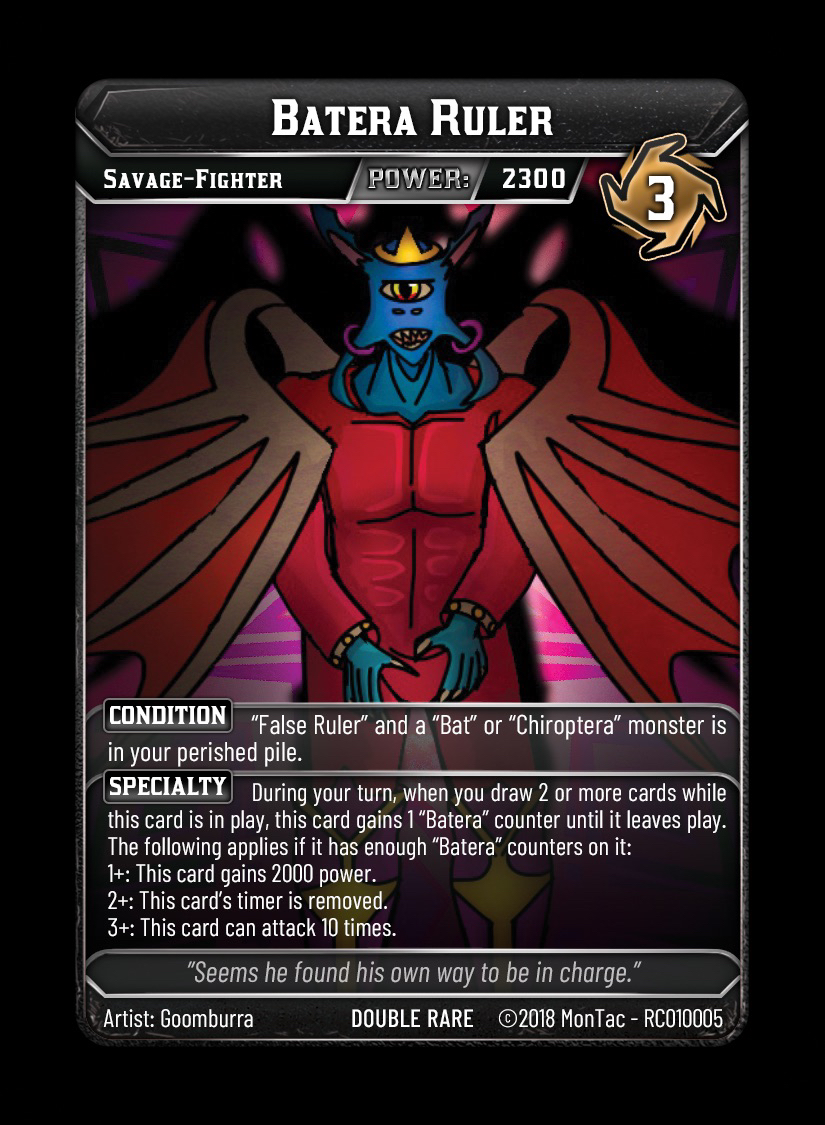 Batera Ruler
Savage-Fighter POWER: 2300 3
CONDITION “False Ruler” and a “Bat” or “Chiroptera” monster is
in your perished pile.
SPECIALTY During your turn, when you draw 2 or more cards while
this card is in play, this card gains 1 “Batera” counter until it leaves play.
The following applies if it has enough “Batera” counters on it:
1+: This card gains 2000 power.
2+: This card's timer is removed.
3+: This card can attack 10 times.
“Seems he found his own way to be in charge.”
Artist: Goomburra DOUBLE RARE ©2018 MonTac - RC010005